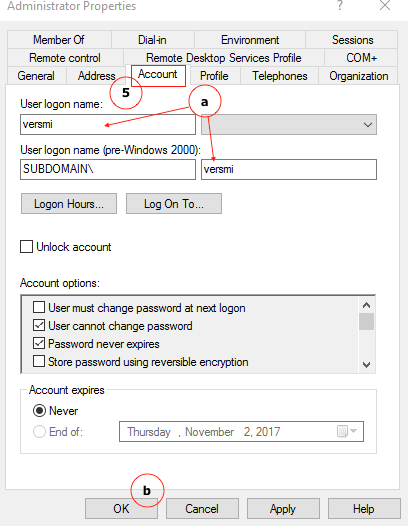 Administrator Properties ? ×
Member Of Dial-in Environment Sessions
Remote control Remote Desktop Services Profile COM+
General Address Account Profile Telephones Organization
5
User logon name: a
versmi
User logon name (pre-Windows 2000):
SUBDOMAIN\ versmi
Logon Hours... Log On To...
Unlock account
Account options:
User must change password at next logon
User cannot change password
Password never expires
Store password using reversible encryption
Account expires
Never
End of: Thursday , November 2, 2017
b
OK Cancel Apply Help